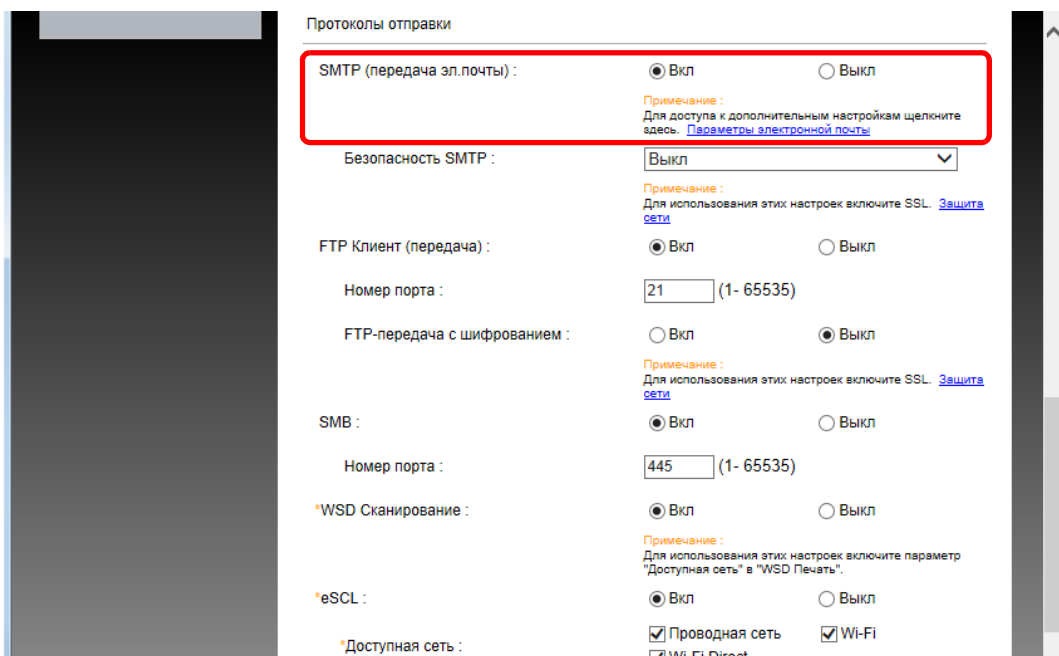 Протоколы отправки
SMTP (передача эл.почты) : Вкл Выкл
Примечание :
Для доступа к дополнительным настройкам щелкните
здесь. Параметры электронной почты
Безопасность SMTP : Выкл
Примечание :
Для использования этих настроек включите SSL. Защита
сети
FTP Клиент (передача) : Вкл Выкл
Номер порта : 21 (1- 65535)
FTP-передача с шифрованием : Вкл Выкл
Примечание :
Для использования этих настроек включите SSL. Защита
сети
SMB : Вкл Выкл
Номер порта : 445 (1- 65535)
*WSD Сканирование : Вкл Выкл
Примечание :
Для использования этих настроек включите параметр
"Доступная сеть" в "WSD Печать".
*eSCL : Вкл Выкл
*Доступная сеть : Проводная сеть Wi-Fi
Wi-Fi Direct